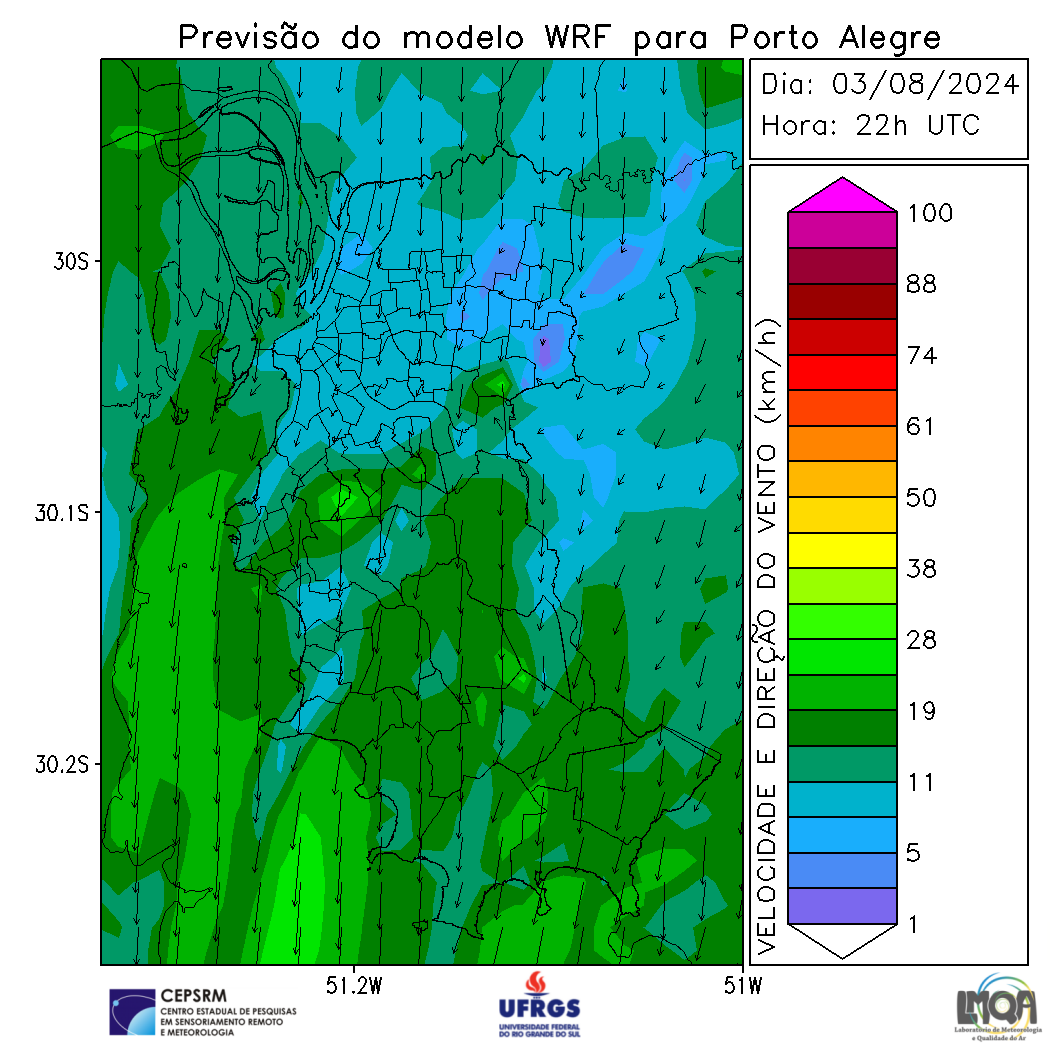 Previsão do modelo WRF para Porto Alegre
Dia: 03/08/2024
Hora: 22h UTC
30S
30.1S
30.2S
51.2W
51W
VELOCIDADE E DIREÇÃO DO VENTO (km/h)
100
88
74
61
50
38
28
19
11
5
1
CEPSRM
CENTRO ESTADUAL DE PESQUISAS
EM SENSORIAMENTO REMOTO
E METEOROLOGIA
UFRGS
UNIVERSIDADE FEDERAL
DO RIO GRANDE DO SUL
LMQA
Laboratório de Meteorologia
e Qualidade do Ar